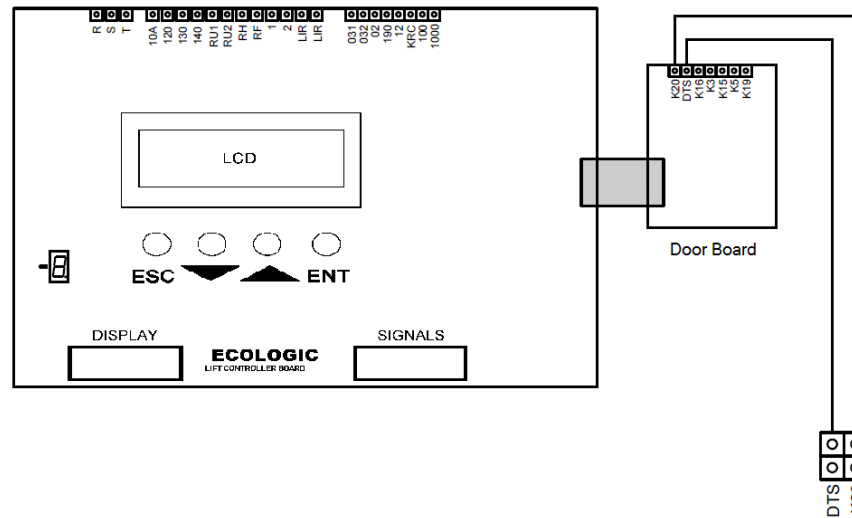 R
S
T
10A
120
130
140
RU1
RU2
RH
RF
1
2
LIR
LIR
031
032
02
190
12
KRC
100
1000
K20
DTS
K16
K3
K15
K5
K19
LCD
Door Board
ESC
ENT
DISPLAY
SIGNALS
ECOLOGIC
LIFT CONTROLLER BOARD
DTS